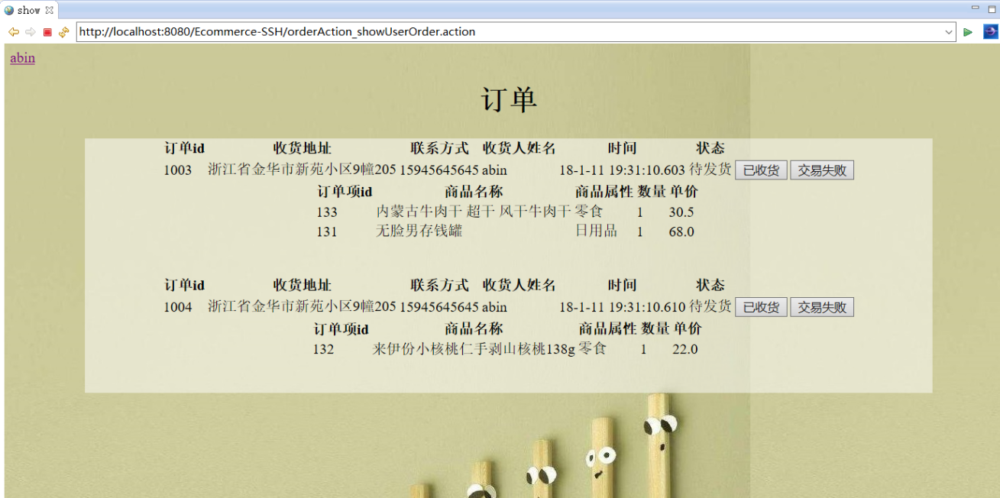 show
http://localhost:8080/Ecommerce-SSH/orderAction_showUserOrder.action
abin
订单
订单id 收货地址 联系方式 收货人姓名 时间 状态
1003 浙江省金华市新苑小区9幢205 15945645645 abin 18-1-11 19:31:10.603 待发货 已收货 交易失败
订单项id 商品名称 商品属性 数量 单价
133 内蒙古牛肉干 超干 风干牛肉干 零食 1 30.5
131 无脸男存钱罐 日用品 1 68.0
订单id 收货地址 联系方式 收货人姓名 时间 状态
1004 浙江省金华市新苑小区9幢205 15945645645 abin 18-1-11 19:31:10.610 待发货 已收货 交易失败
订单项id 商品名称 商品属性 数量 单价
132 来伊份小核桃仁手剥山核桃138g 零食 1 22.0